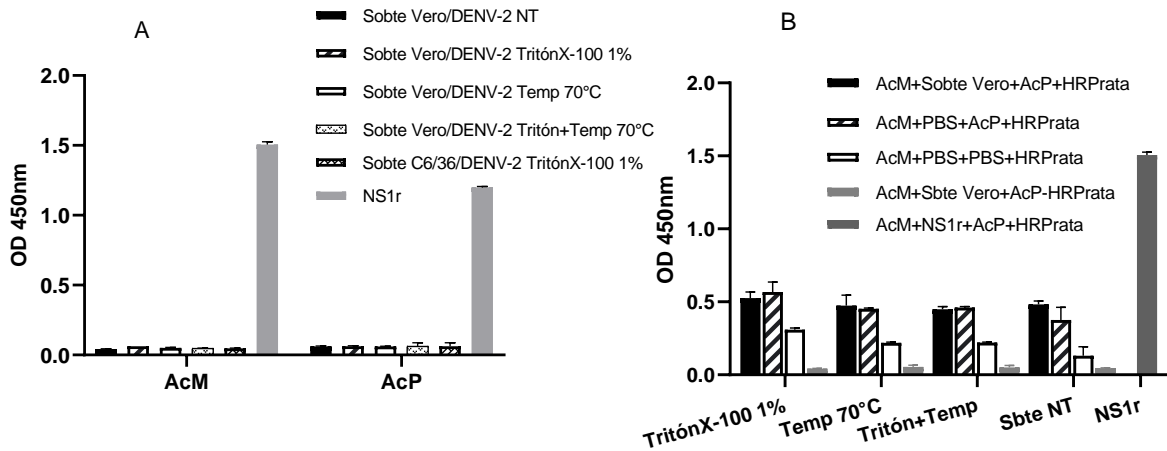 A
Sobte Vero/DENV-2 NT
Sobte Vero/DENV-2 TritónX-100 1%
Sobte Vero/DENV-2 Temp 70°C
Sobte Vero/DENV-2 Tritón+Temp 70°C
Sobte C6/36/DENV-2 TritónX-100 1%
NS1r
OD 450nm
2.0
1.5
1.0
0.5
0.0
AcM
AcP
B
AcM+Sobte Vero+AcP+HRPrata
AcM+PBS+AcP+HRPrata
AcM+PBS+PBS+HRPrata
AcM+Sbte Vero+AcP-HRPrata
AcM+NS1r+AcP+HRPrata
OD 450nm
2.0
1.5
1.0
0.5
0.0
TritónX-100 1%
Temp 70°C
Tritón+Temp
Sbte NT
NS1r